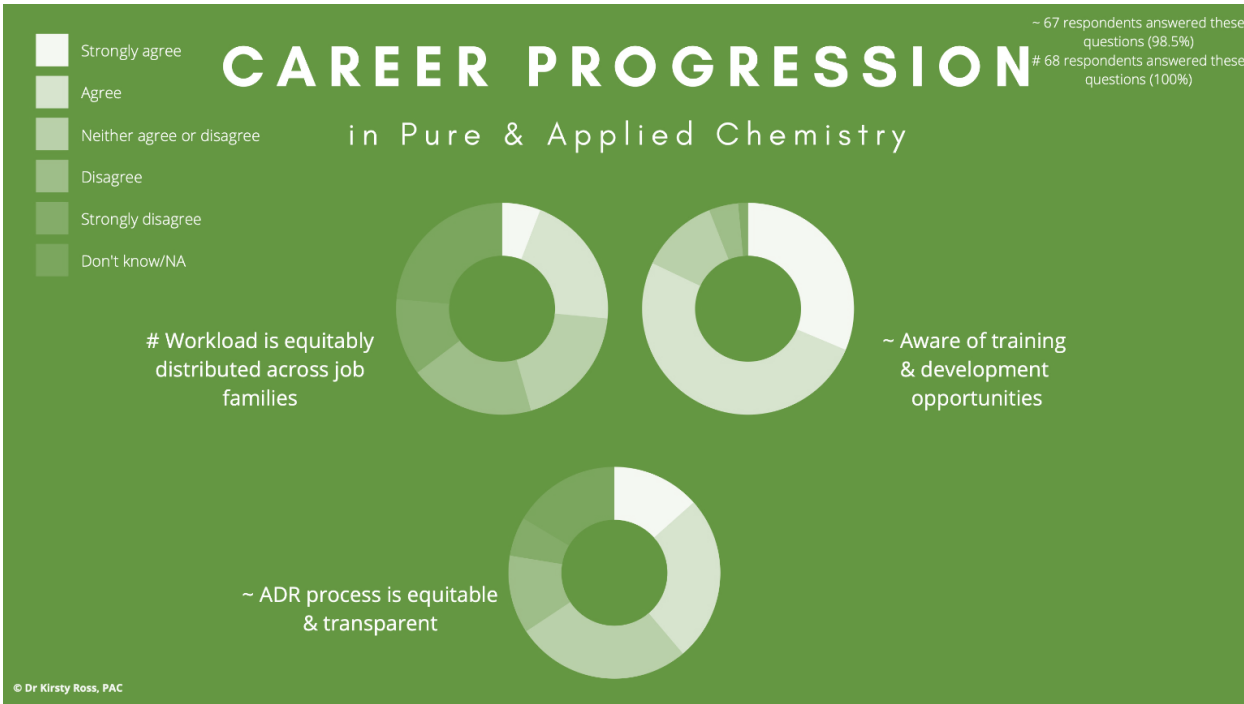 CAREER PROGRESSION
in Pure & Applied Chemistry
~ 67 respondents answered these
questions (98.5%)
# 68 respondents answered these
questions (100%)
Strongly agree
Agree
Neither agree or disagree
Disagree
Strongly disagree
Don't know/NA
# Workload is equitably
distributed across job
families
~ Aware of training
& development
opportunities
~ ADR process is equitable
& transparent
© Dr Kirsty Ross, PAC